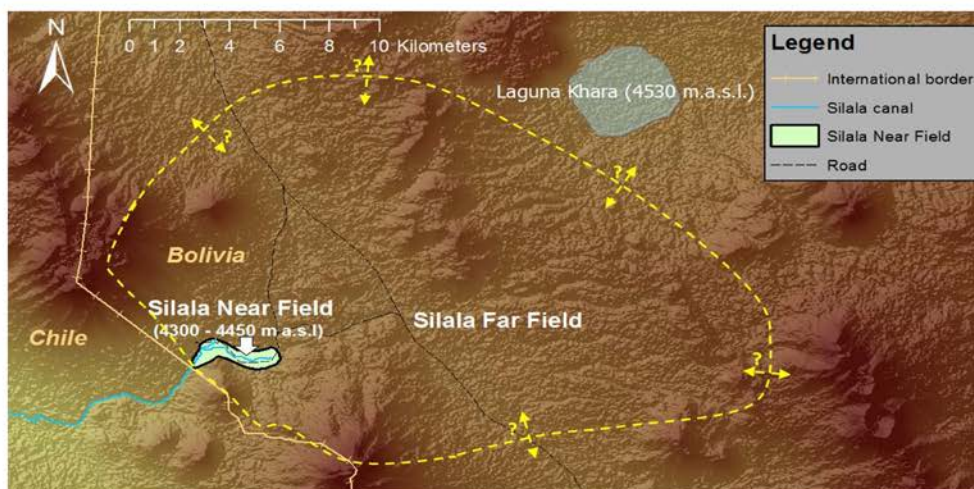 N
0 1 2 4 6 8 10 Kilometers
Legend
International border
Silala canal
Silala Near Field
Road
Laguna Khara (4530 m.a.s.l.)
?
?
?
Bolivia
Silala Near Field
(4300 - 4450 m a.s.l)
Silala Far Field
Chile
?
?